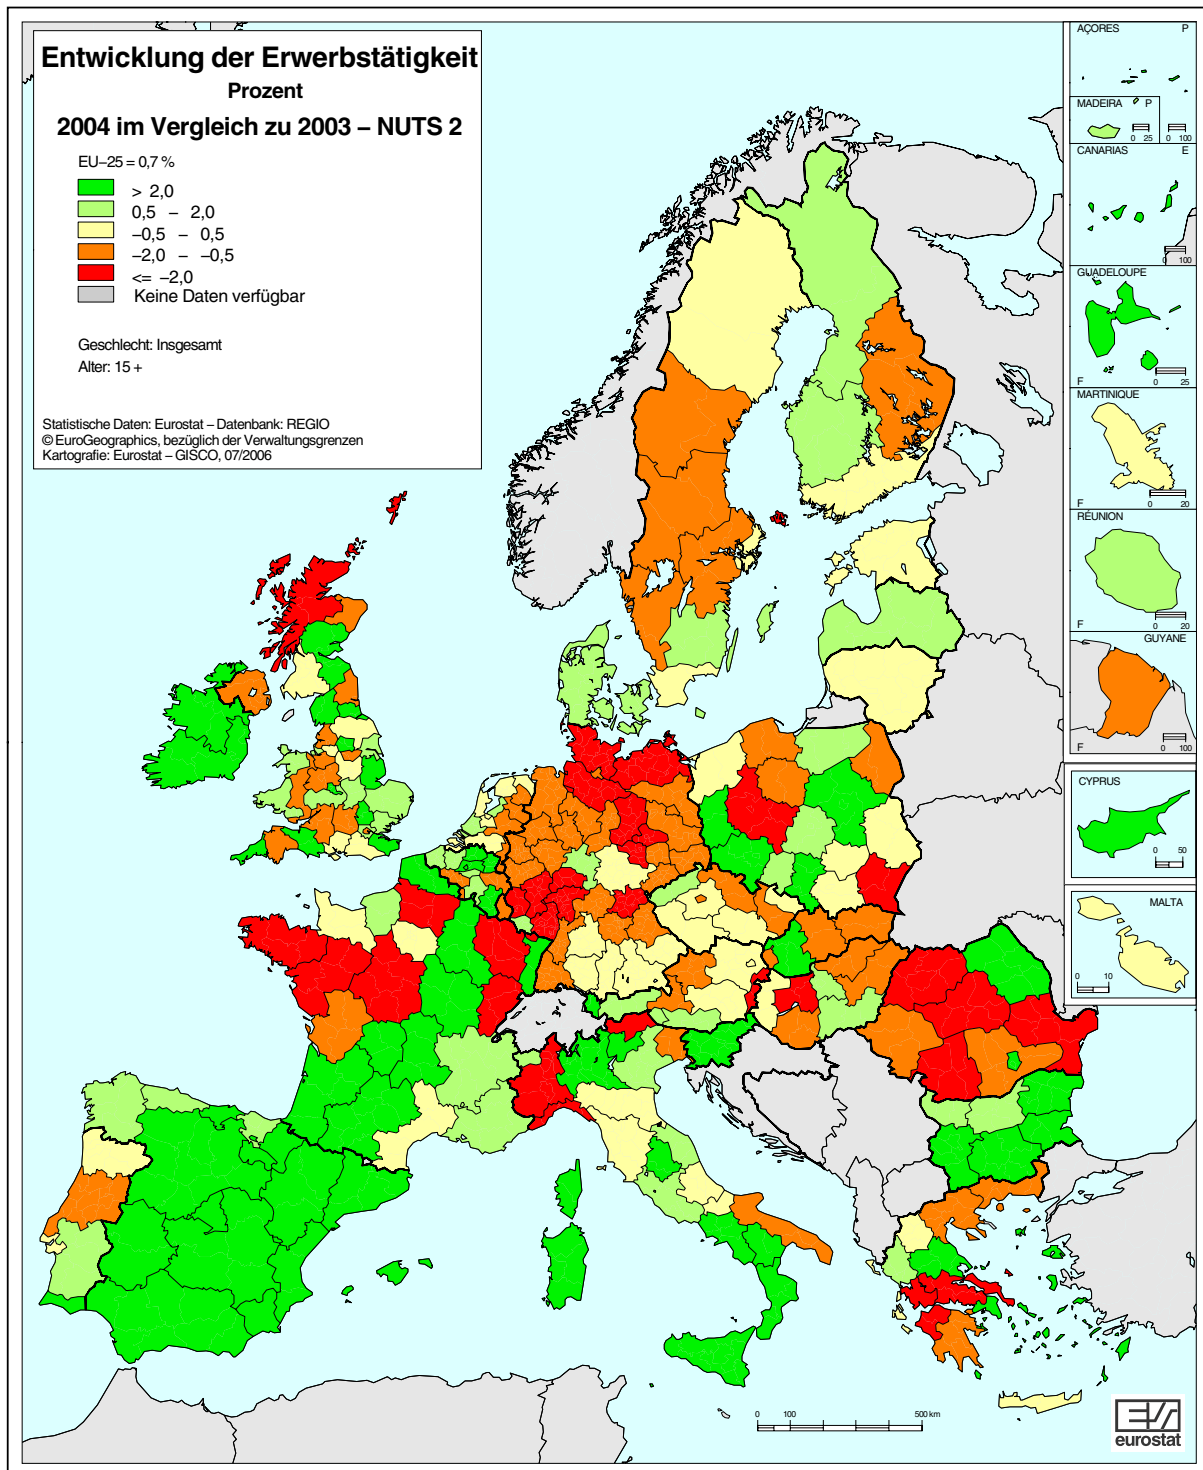 Entwicklung der Erwerbstätigkeit
Prozent
2004 im Vergleich zu 2003 – NUTS 2
EU–25 = 0,7 %
> 2,0
0,5 – 2,0
–0,5 – 0,5
–2,0 – –0,5
<= –2,0
Keine Daten verfügbar
Geschlecht: Insgesamt
Alter: 15 +
Statistische Daten: Eurostat – Datenbank: REGIO
© EuroGeographics, bezüglich der Verwaltungsgrenzen
Kartografie: Eurostat – GISCO, 07/2006
AÇORES P
MADEIRA P
0 25 0 100
CANARIAS E
0 100
GUADELOUPE
F 0 25
MARTINIQUE
F 0 20
RÉUNION
F 0 20
GUYANE
F 0 100
CYPRUS
0 50
MALTA
0 10
0 100 500 km
eurostat